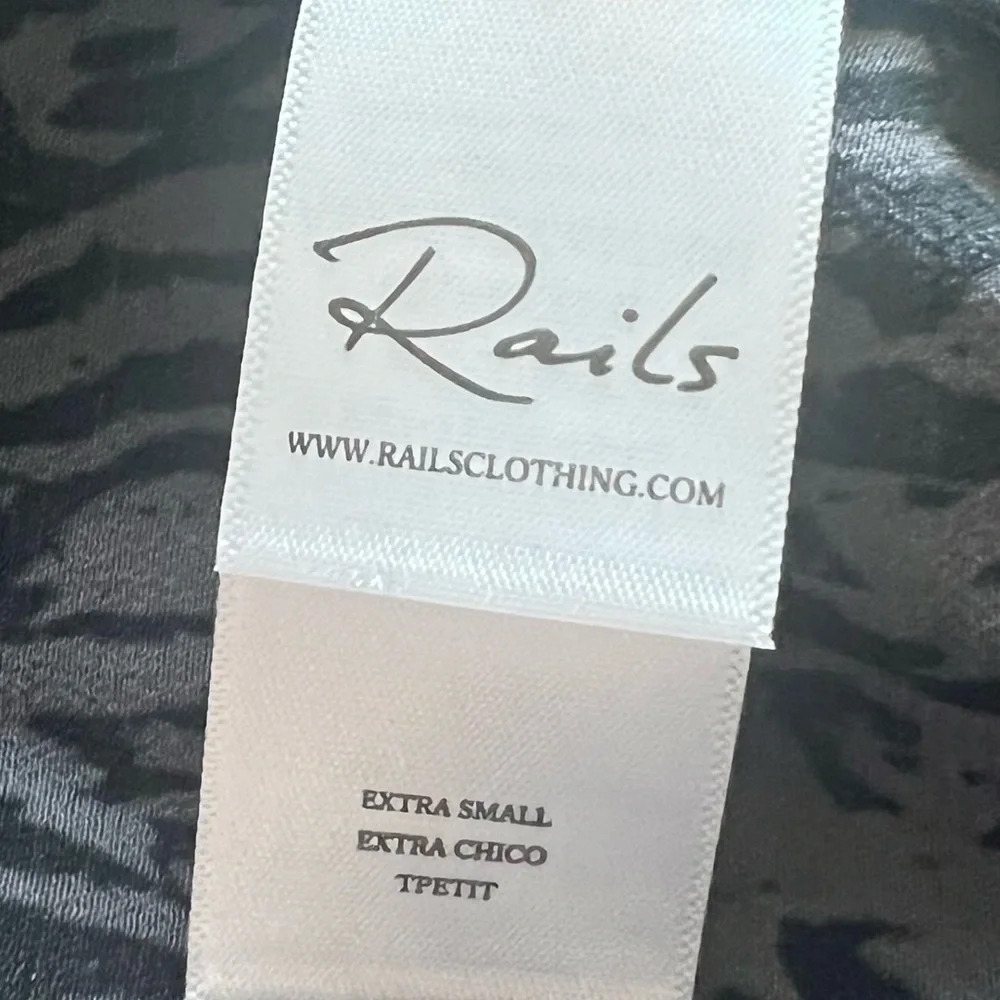 Rails
WWW.RAILSCLOTHING.COM
EXTRA SMALL
EXTRA CHICO
TPETIT